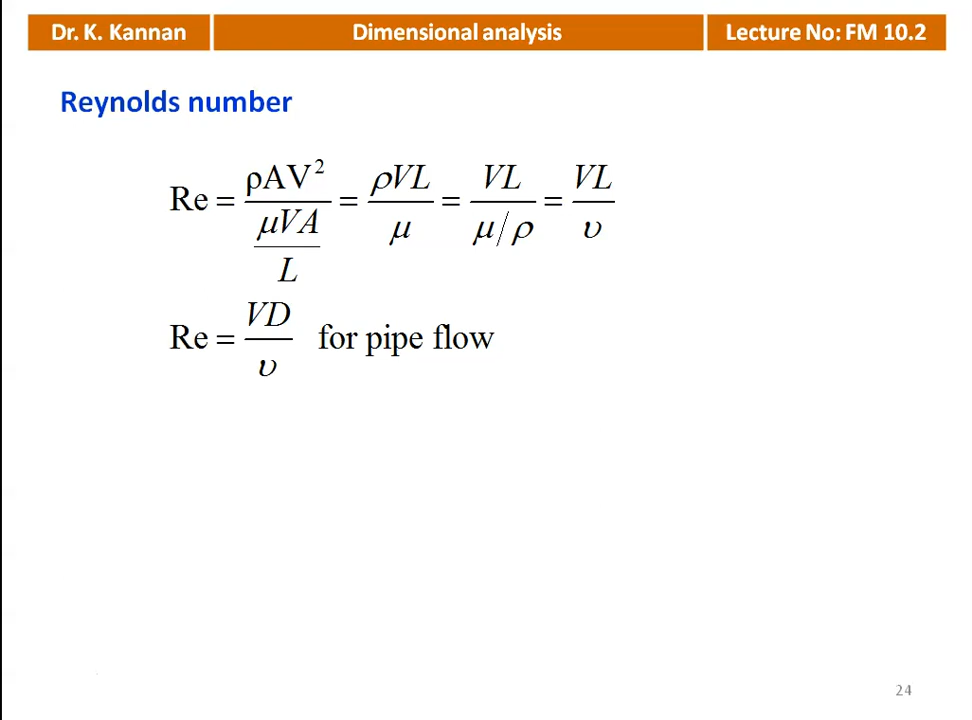 Dr. K. Kannan
Dimensional analysis
Lecture No: FM 10.2
Reynolds number
Re = ρAV² / (μVA / L) = ρVL / μ = VL / (μ/ρ) = VL / υ
Re = VD / υ for pipe flow
24